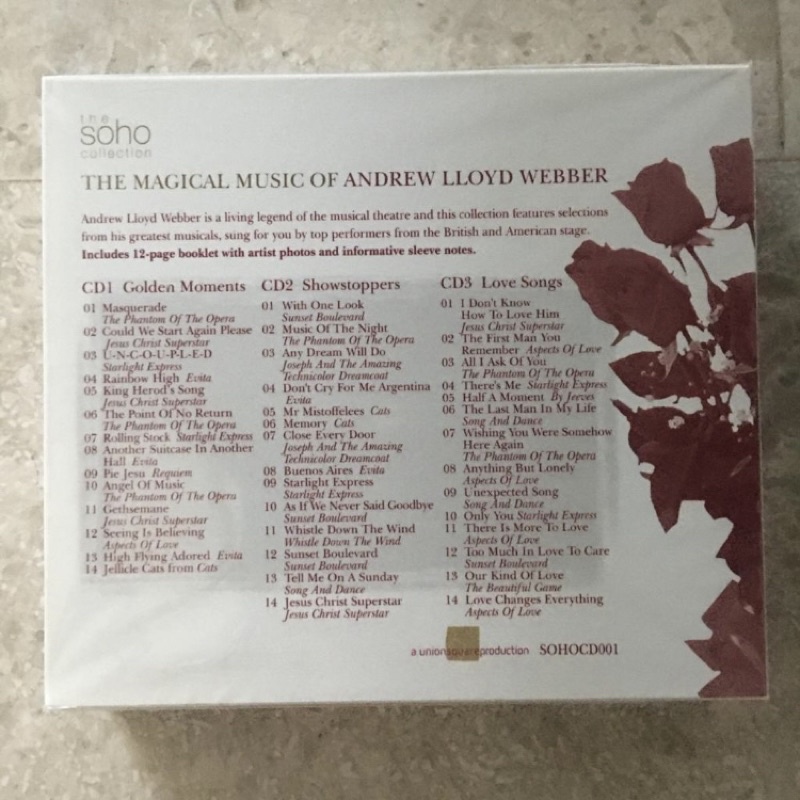 the
soho
collection
THE MAGICAL MUSIC OF ANDREW LLOYD WEBBER
Andrew Lloyd Webber is a living legend of the musical theatre and this collection features selections
from his greatest musicals, sung for you by top performers from the British and American stage.
Includes 12-page booklet with artist photos and informative sleeve notes.
CD1 Golden Moments
01 Masquerade
The Phantom Of The Opera
02 Could We Start Again Please
Jesus Christ Superstar
03 U-N-C-O-U-P-L-E-D
Starlight Express
04 Rainbow High Evita
05 King Herod's Song
Jesus Christ Superstar
06 The Point Of No Return
The Phantom Of The Opera
07 Rolling Stock Starlight Express
08 Another Suitcase In Another
Hall Evita
09 Pie Jesu Requiem
10 Angel Of Music
The Phantom Of The Opera
11 Gethsemane
Jesus Christ Superstar
12 Seeing Is Believing
Aspects Of Love
13 High Flying Adored Evita
14 Jellicle Cats from Cats
CD2 Showstoppers
01 With One Look
Sunset Boulevard
02 Music Of The Night
The Phantom Of The Opera
03 Any Dream Will Do
Joseph And The Amazing
Technicolor Dreamcoat
04 Don't Cry For Me Argentina
Evita
05 Mr Mistoffelees Cats
06 Memory Cats
07 Close Every Door
Joseph And The Amazing
Technicolor Dreamcoat
08 Buenos Aires Evita
09 Starlight Express
Starlight Express
10 As If We Never Said Goodbye
Sunset Boulevard
11 Whistle Down The Wind
Whistle Down The Wind
12 Sunset Boulevard
Sunset Boulevard
13 Tell Me On A Sunday
Song And Dance
14 Jesus Christ Superstar
Jesus Christ Superstar
CD3 Love Songs
01 I Don't Know
How To Love Him
Jesus Christ Superstar
02 The First Man You
Remember Aspects Of Love
03 All I Ask Of You
The Phantom Of The Opera
04 There's Me Starlight Express
05 Half A Moment By Jeeves
06 The Last Man In My Life
Song And Dance
07 Wishing You Were Somehow
Here Again
The Phantom Of The Opera
08 Anything But Lonely
Aspects Of Love
09 Unexpected Song
Song And Dance
10 Only You Starlight Express
11 There Is More To Love
Aspects Of Love
12 Too Much In Love To Care
Sunset Boulevard
13 Our Kind Of Love
The Beautiful Game
14 Love Changes Everything
Aspects Of Love
a unionsquareproduction SOHOCD001